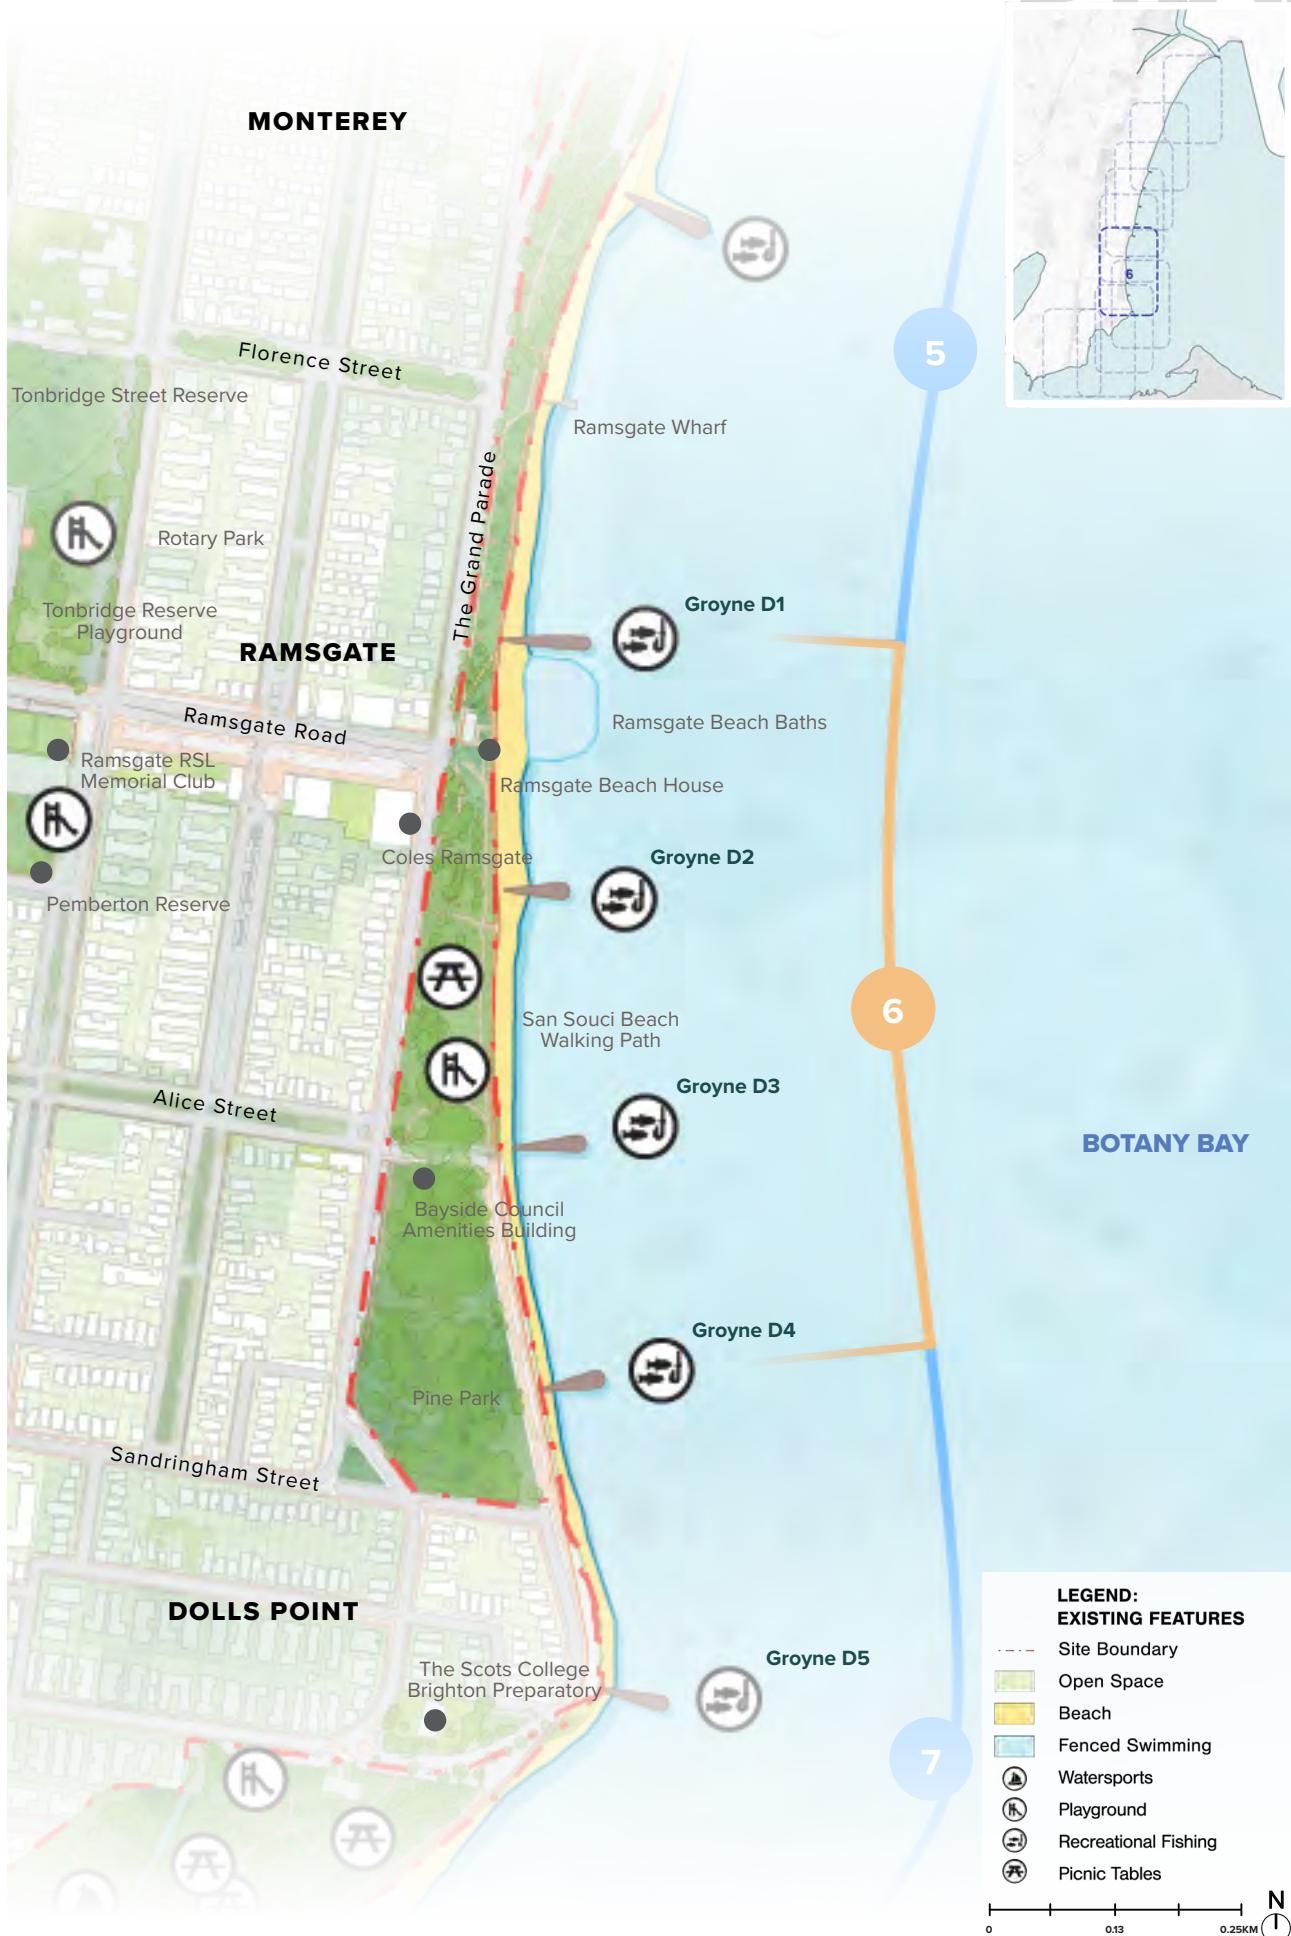 MONTEREY
6
5
Florence Street
Tonbridge Street Reserve
Ramsgate Wharf
The Grand Parade
Rotary Park
Groyne D1
Tonbridge Reserve
Playground
RAMSGATE
Ramsgate Road
Ramsgate Beach Baths
Ramsgate RSL
Memorial Club
Ramsgate Beach House
Coles Ramsgate
Groyne D2
Pemberton Reserve
6
San Souci Beach
Walking Path
Groyne D3
Alice Street
BOTANY BAY
Bayside Council
Amenities Building
Groyne D4
Pine Park
Sandringham Street
DOLLS POINT
Groyne D5
The Scots College
Brighton Preparatory
7
LEGEND:
EXISTING FEATURES
Site Boundary
Open Space
Beach
Fenced Swimming
Watersports
Playground
Recreational Fishing
Picnic Tables
N
0
0.13
0.25KM